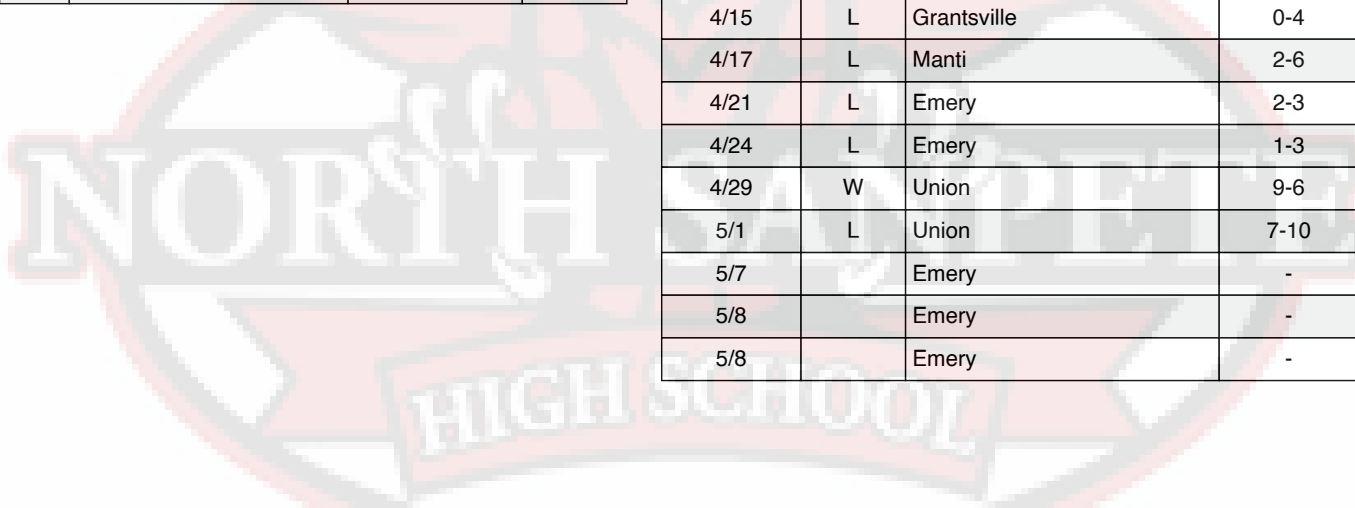 4/15 L Grantsville 0-4
4/17 L Manti 2-6
4/21 L Emery 2-3
4/24 L Emery 1-3
4/29 W Union 9-6
5/1 L Union 7-10
5/7 Emery -
5/8 Emery -
5/8 Emery -
NORTH SANPETE
HIGH SCHOOL